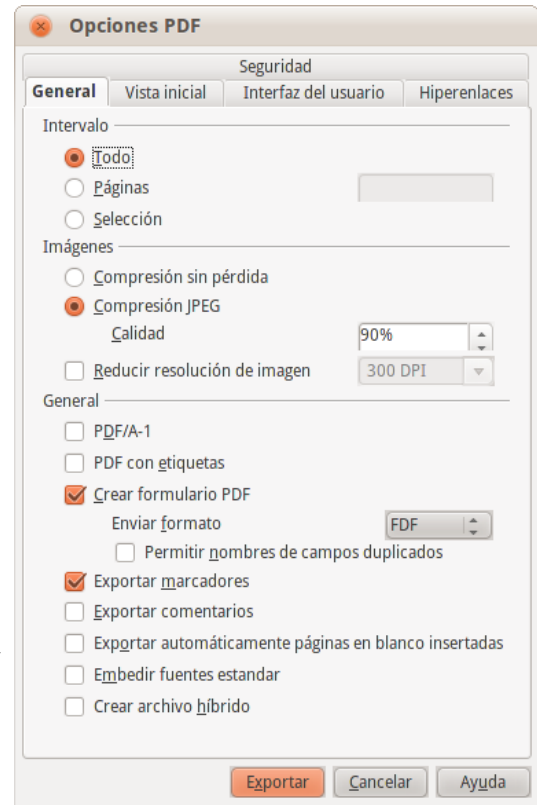 Opciones PDF
Seguridad
General Vista inicial Interfaz del usuario Hiperenlaces
Intervalo
Todo
Páginas
Selección
Imágenes
Compresión sin pérdida
Compresión JPEG
Calidad 90%
Reducir resolución de imagen 300 DPI
General
PDF/A-1
PDF con etiquetas
Crear formulario PDF
Enviar formato FDF
Permitir nombres de campos duplicados
Exportar marcadores
Exportar comentarios
Exportar automáticamente páginas en blanco insertadas
Embedir fuentes estandar
Crear archivo híbrido
Exportar Cancelar Ayuda